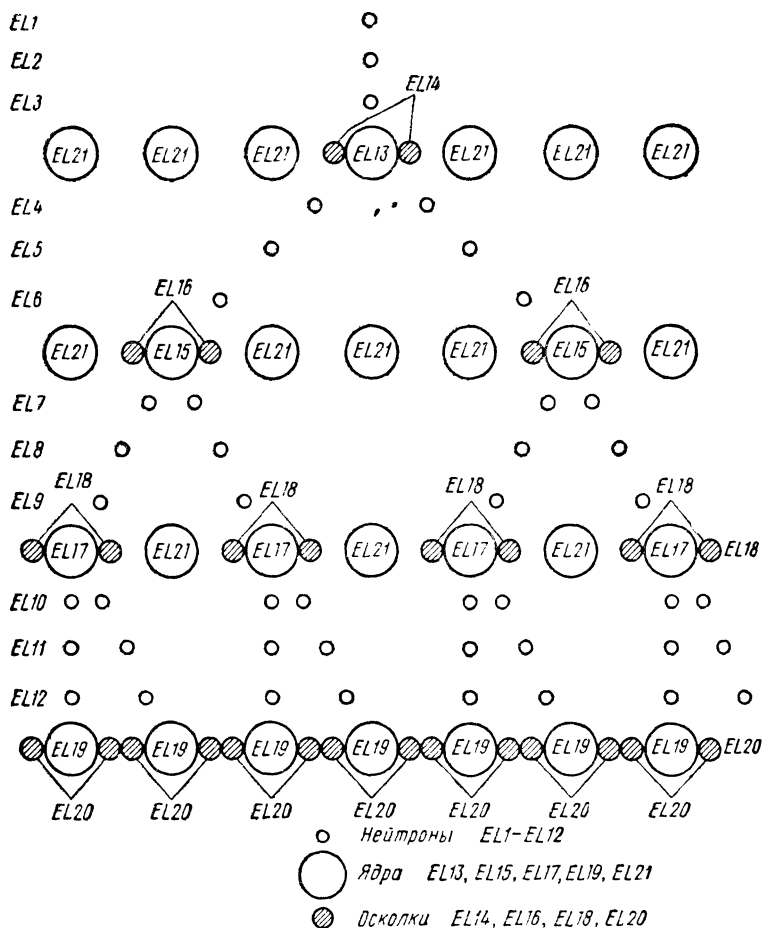 EL1
EL2
EL3 EL14
EL21 EL21 EL21 EL13 EL21 EL21 EL21
EL4
EL5
EL6 EL16 EL16
EL21 EL15 EL21 EL21 EL21 EL15 EL21
EL7
EL8
EL9 EL18 EL18 EL18 EL18
EL17 EL21 EL17 EL21 EL17 EL21 EL17 EL18
EL10
EL11
EL12
EL19 EL19 EL19 EL19 EL19 EL19 EL19 EL20
EL20 EL20 EL20 EL20 EL20 EL20 EL20
Нейтроны EL1-EL12
Ядра EL13, EL15, EL17, EL19, EL21
Осколки EL14, EL16, EL18, EL20